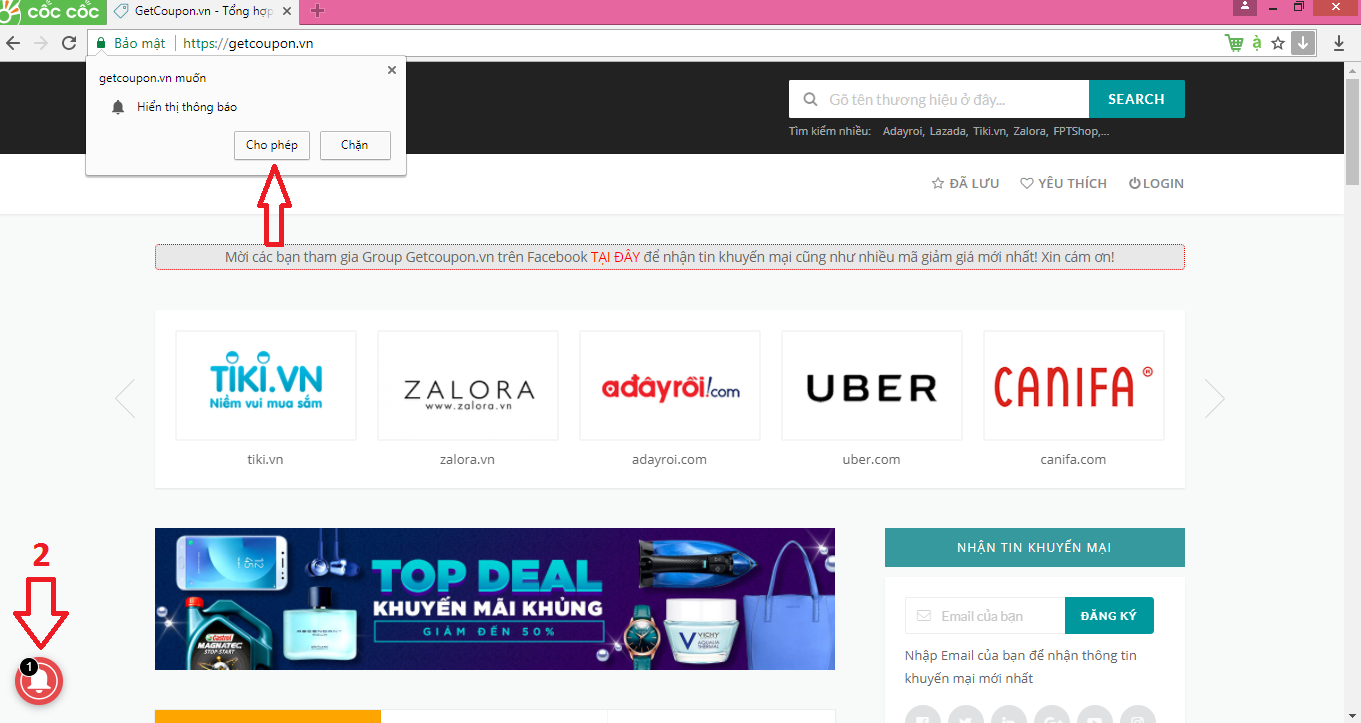 cốc cốc
GetCoupon.vn - Tổng hợp
Bảo mật
https://getcoupon.vn
getcoupon.vn muốn
Hiển thị thông báo
Cho phép
Chặn
Gõ tên thương hiệu ở đây...
SEARCH
Tìm kiếm nhiều: Adayroi, Lazada, Tiki.vn, Zalora, FPTShop,...
ĐÃ LƯU
YÊU THÍCH
LOGIN
Mời các bạn tham gia Group Getcoupon.vn trên Facebook TẠI ĐÂY để nhận tin khuyến mại cũng như nhiều mã giảm giá mới nhất! Xin cám ơn!
TIKI.VN
Niềm vui mua sắm
ZALORA
www.zalora.vn
adâyrồi!com
UBER
CANIFA®
tiki.vn
zalora.vn
adayroi.com
uber.com
canifa.com
TOP DEAL
KHUYẾN MÃI KHỦNG
GIẢM ĐẾN 50%
Castrol
MAGNATEC
STOP-START
VICHY
AQUALIA
THERMAL
NHẬN TIN KHUYẾN MẠI
Email của bạn
ĐĂNG KÝ
Nhập Email của bạn để nhận thông tin
khuyến mại mới nhất
2
1